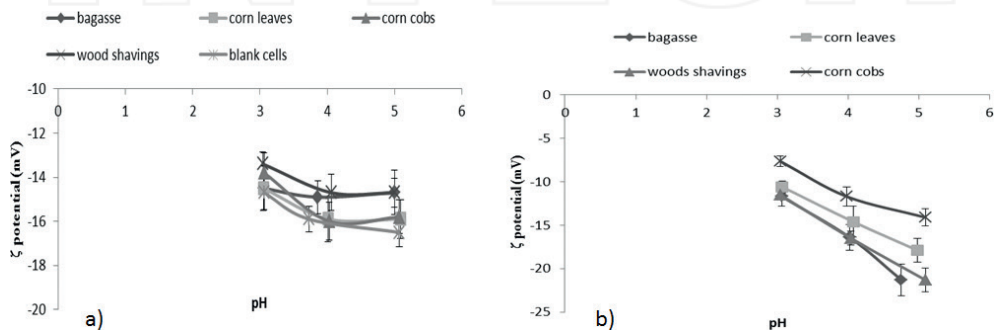 bagasse corn leaves corn cobs
wood shavings blank cells
-10
0 1 2 3 4 5 6
-12
-14
-16
-18
-20
ζ potential (mV)
pH
a)
bagasse corn leaves
woods shavings corn cobs
0
0 1 2 3 4 5 6
-5
-10
-15
-20
-25
ζ potential (mV)
pH
b)